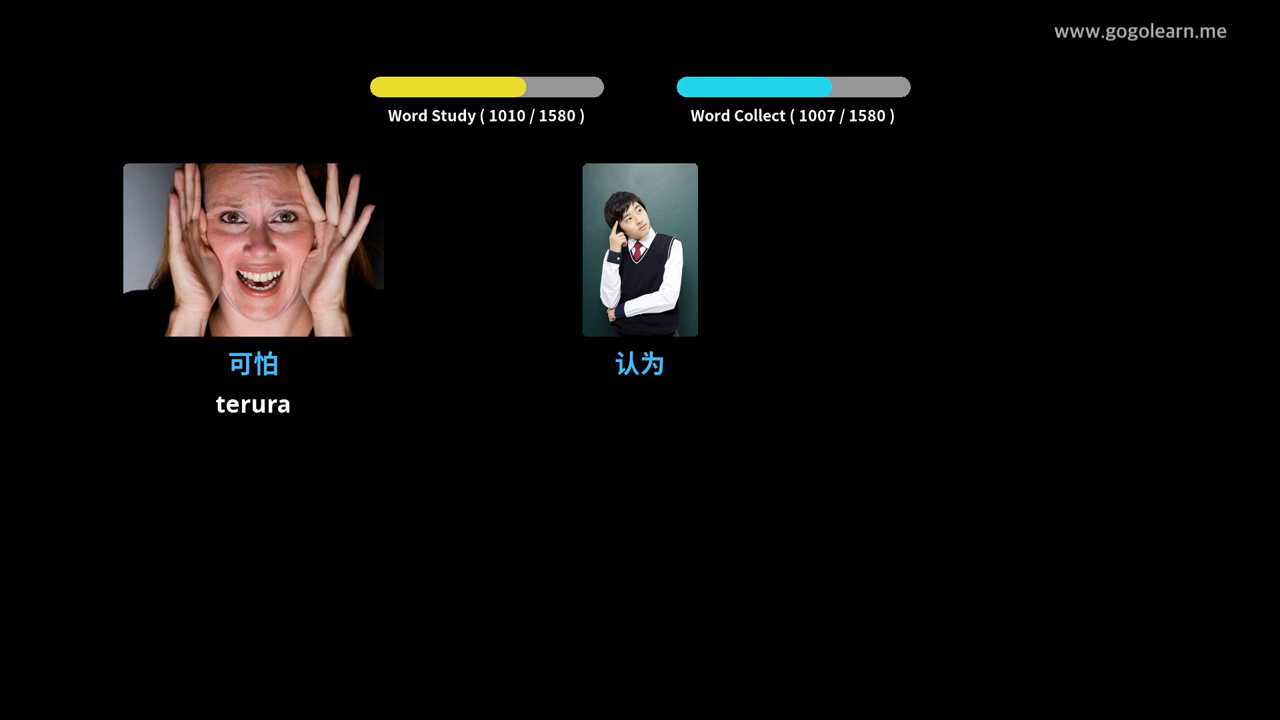 www.gogolearn.me
Word Study ( 1010 / 1580 )
Word Collect ( 1007 / 1580 )
可怕
terura
认为